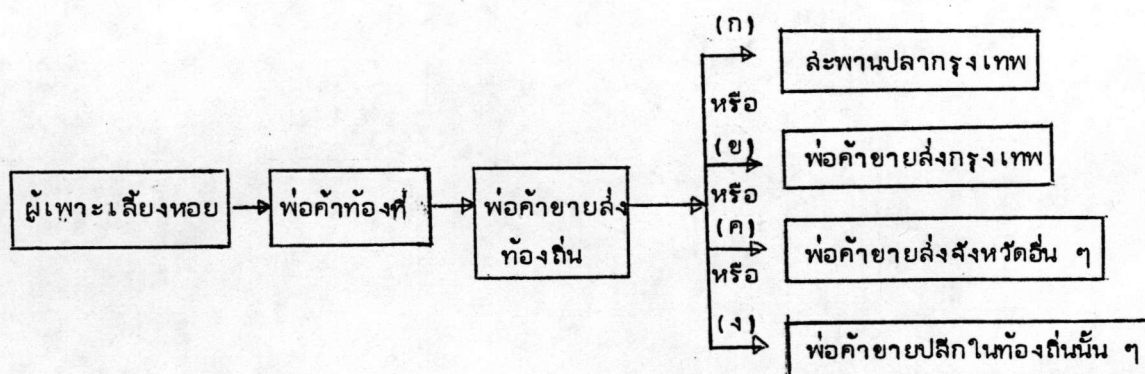 (ก)
สะพานปลากรุงเทพ
หรือ
(ข)
พ่อค้าขายส่งกรุงเทพ
หรือ
ผู้เพาะเลี้ยงหอย
พ่อค้าท้องที่
พ่อค้าขายส่ง
ท้องถิ่น
(ค)
พ่อค้าขายส่งจังหวัดอื่น ๆ
หรือ
(ง)
พ่อค้าขายปลีกในท้องถิ่นนั้น ๆ